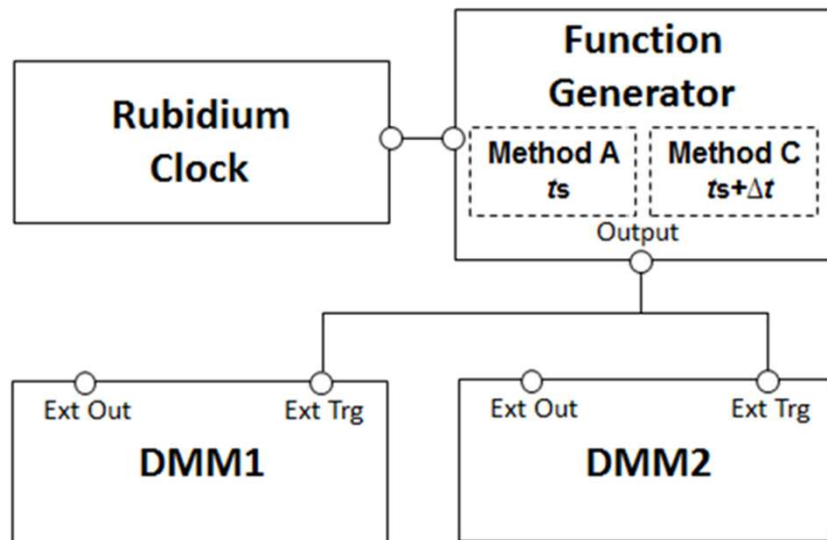 Function
Generator
Rubidium
Clock
Method A
ts
Method C
ts+Δt
Output
Ext Out
Ext Trg
DMM1
Ext Out
Ext Trg
DMM2